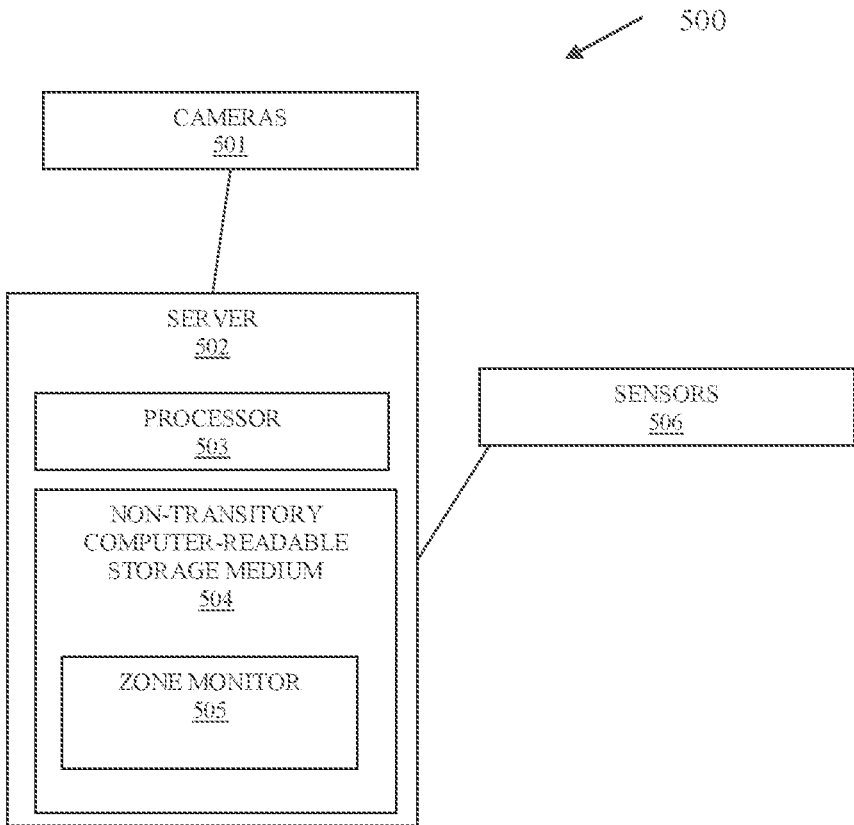 500
CAMERAS
501
SERVER
502
PROCESSOR
503
SENSORS
506
NON-TRANSITORY
COMPUTER-READABLE
STORAGE MEDIUM
504
ZONE MONITOR
505